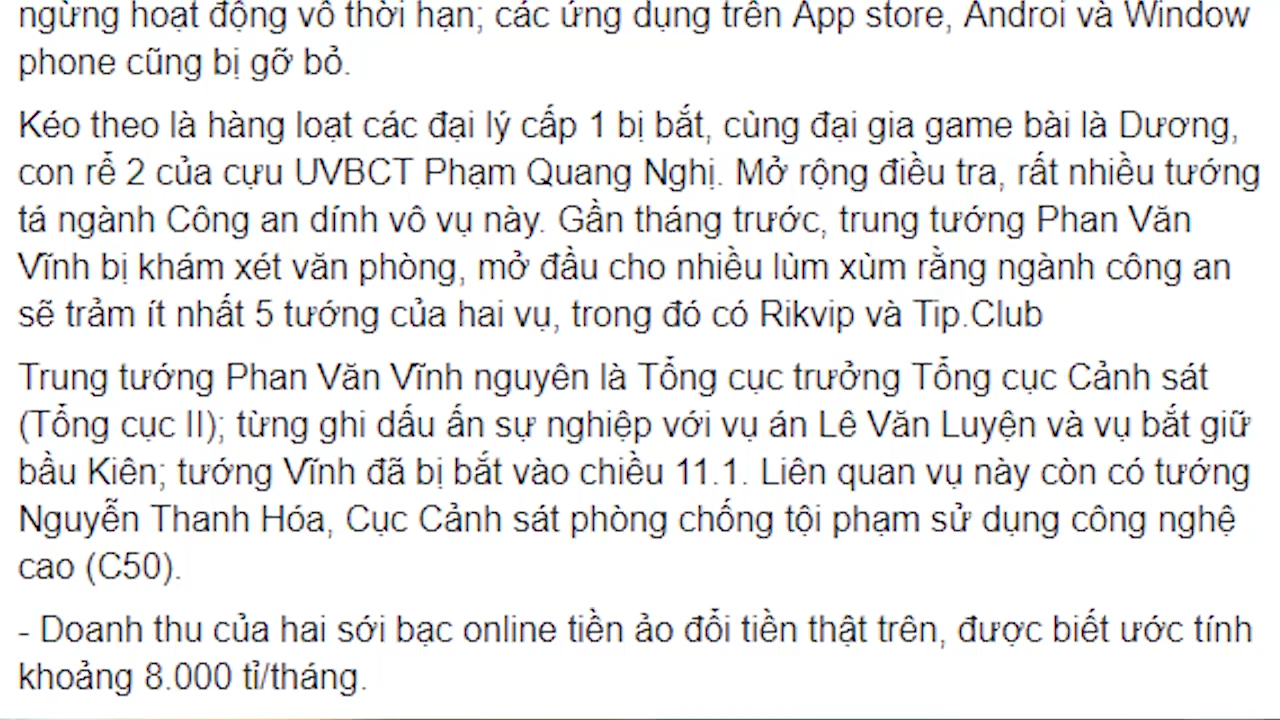 ngừng hoạt động vô thời hạn; các ứng dụng trên App store, Androi và Window
phone cũng bị gỡ bỏ.
Kéo theo là hàng loạt các đại lý cấp 1 bị bắt, cùng đại gia game bài là Dương,
con rể 2 của cựu UVBCT Phạm Quang Nghị. Mở rộng điều tra, rất nhiều tướng
tá ngành Công an dính vô vụ này. Gần tháng trước, trung tướng Phan Văn
Vĩnh bị khám xét văn phòng, mở đầu cho nhiều lùm xùm rằng ngành công an
sẽ trảm ít nhất 5 tướng của hai vụ, trong đó có Rikvip và Tip.Club
Trung tướng Phan Văn Vĩnh nguyên là Tổng cục trưởng Tổng cục Cảnh sát
(Tổng cục II); từng ghi dấu ấn sự nghiệp với vụ án Lê Văn Luyện và vụ bắt giữ
bầu Kiên; tướng Vĩnh đã bị bắt vào chiều 11.1. Liên quan vụ này còn có tướng
Nguyễn Thanh Hóa, Cục Cảnh sát phòng chống tội phạm sử dụng công nghệ
cao (C50).
- Doanh thu của hai sới bạc online tiền ảo đổi tiền thật trên, được biết ước tính
khoảng 8.000 tỉ/tháng.